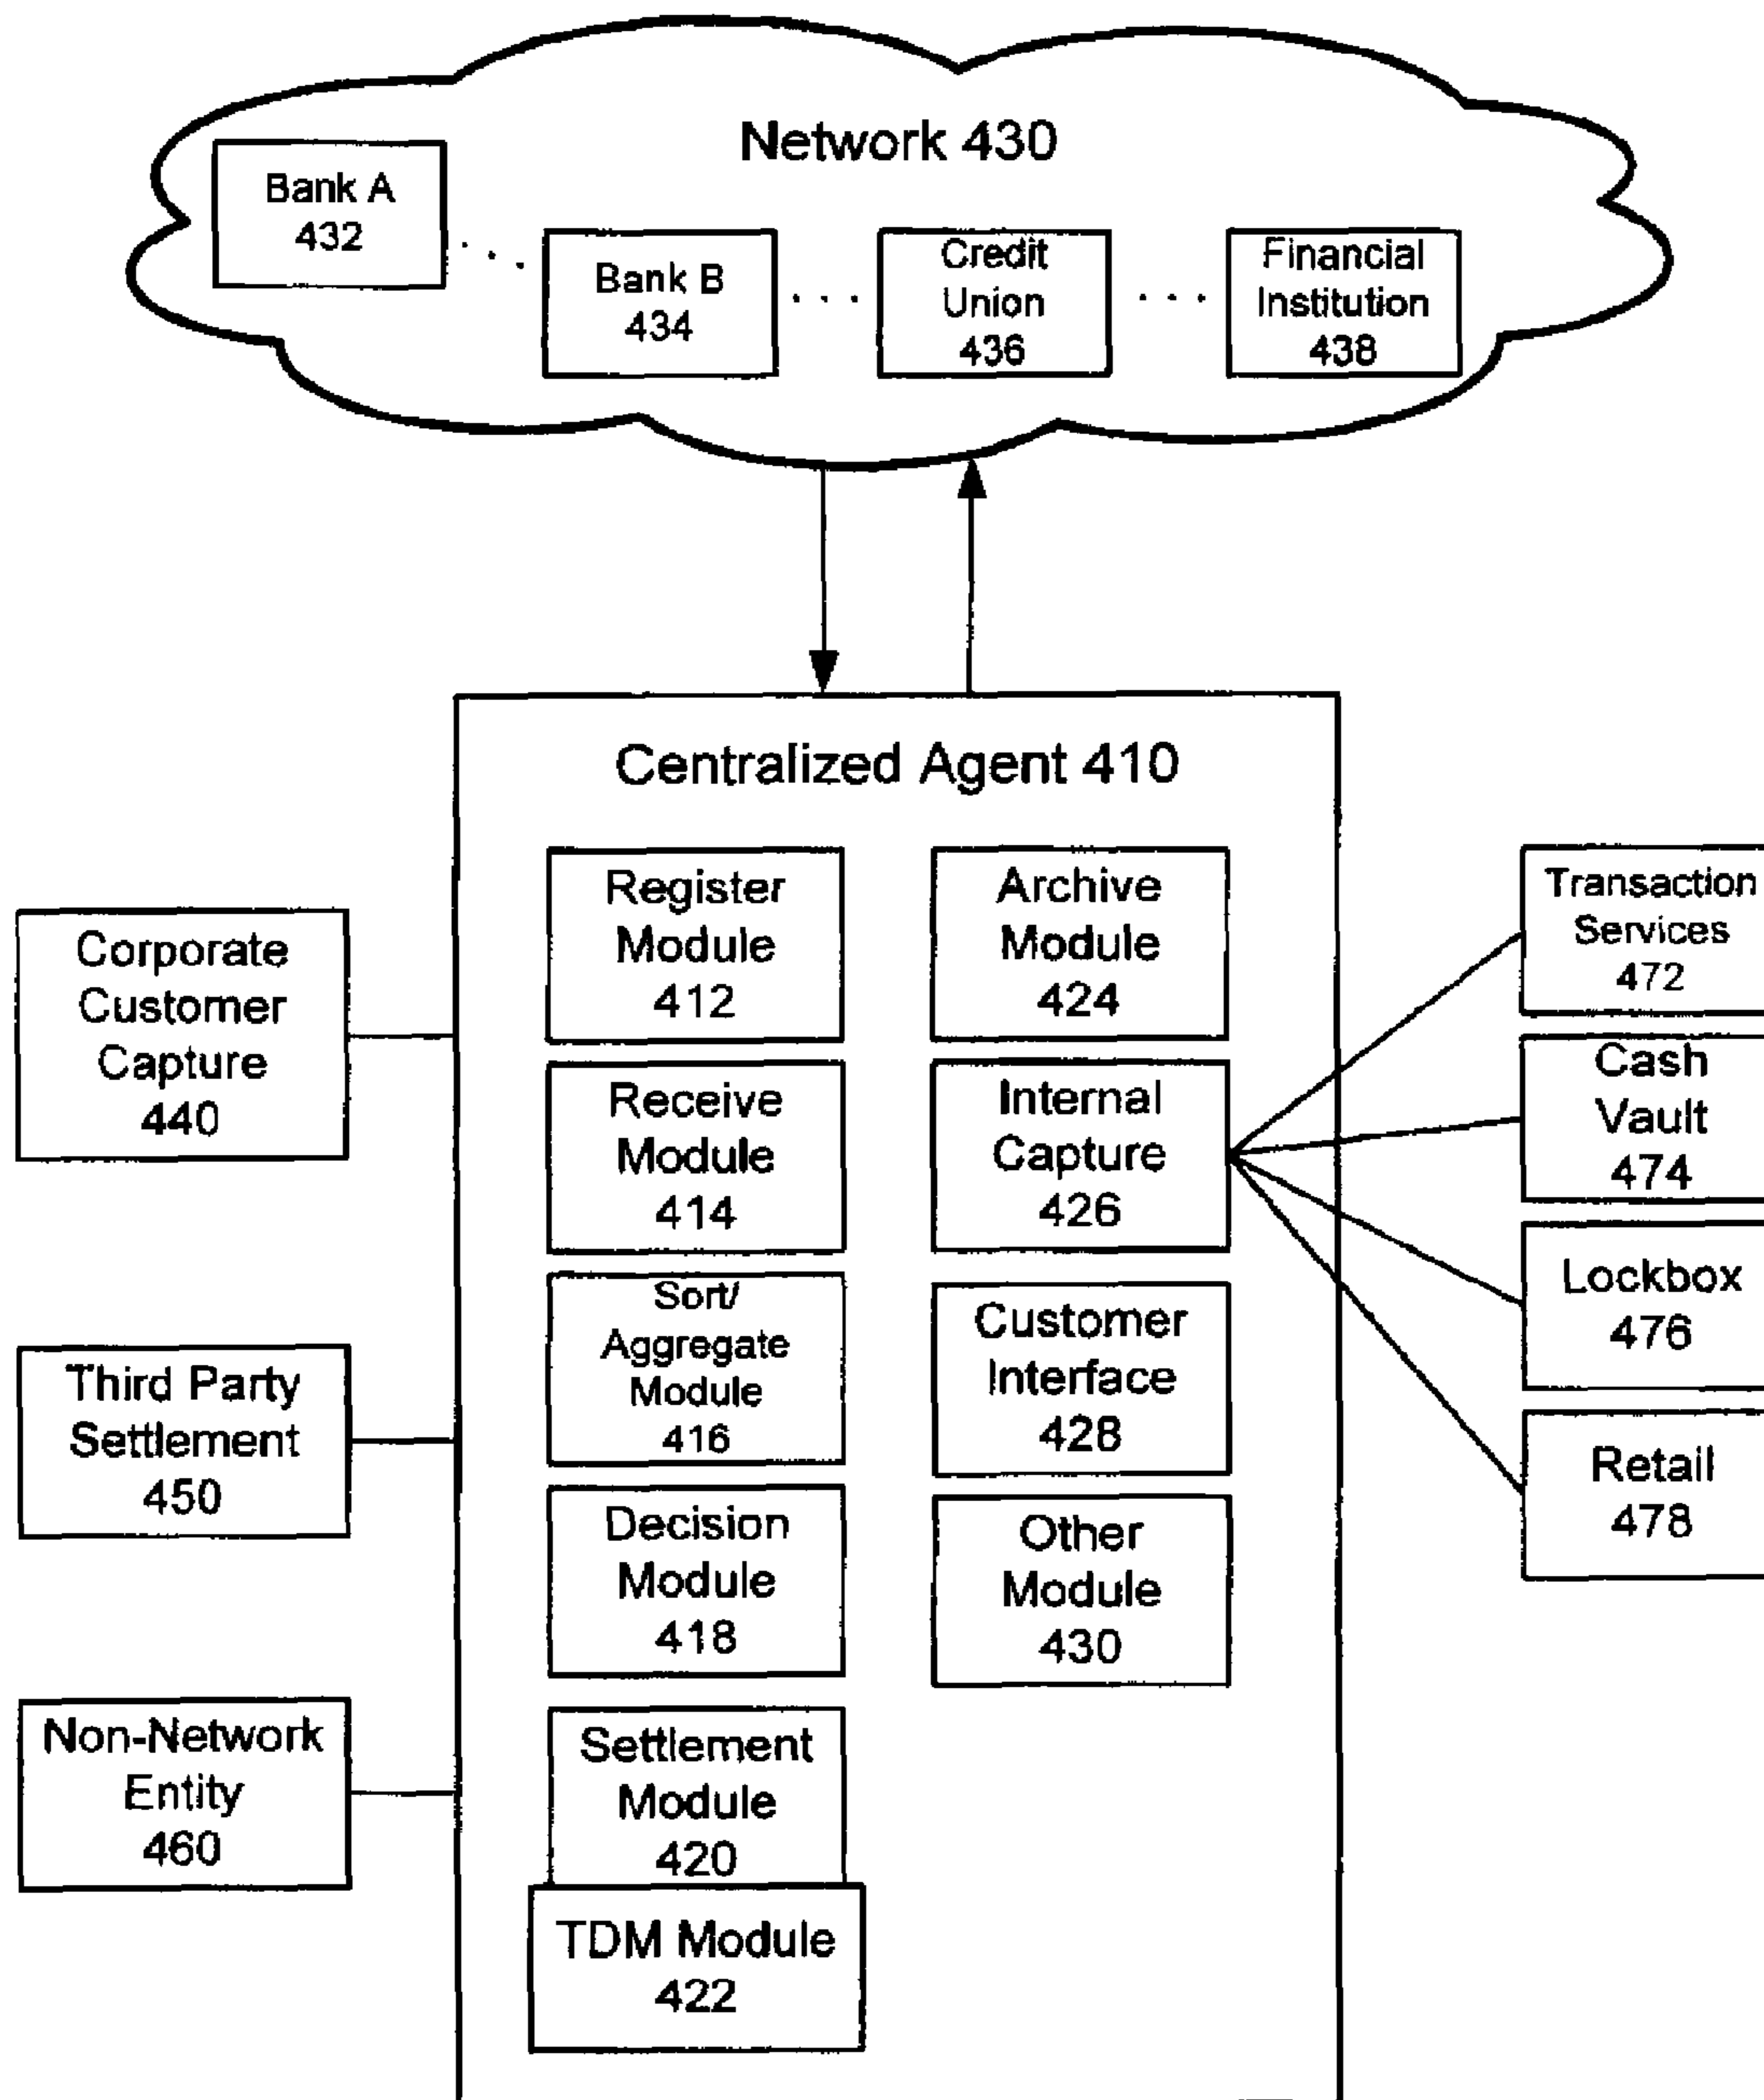 Network 430
Bank A
432
Bank B
434
Credit
Union
436
Financial
Institution
438
Centralized Agent 410
Register
Module
412
Archive
Module
424
Receive
Module
414
Internal
Capture
426
Sort/
Aggregate
Module
416
Customer
Interface
428
Decision
Module
418
Other
Module
430
Settlement
Module
420
TDM Module
422
Corporate
Customer
Capture
440
Third Party
Settlement
450
Non-Network
Entity
460
Transaction
Services
472
Cash
Vault
474
Lockbox
476
Retail
478